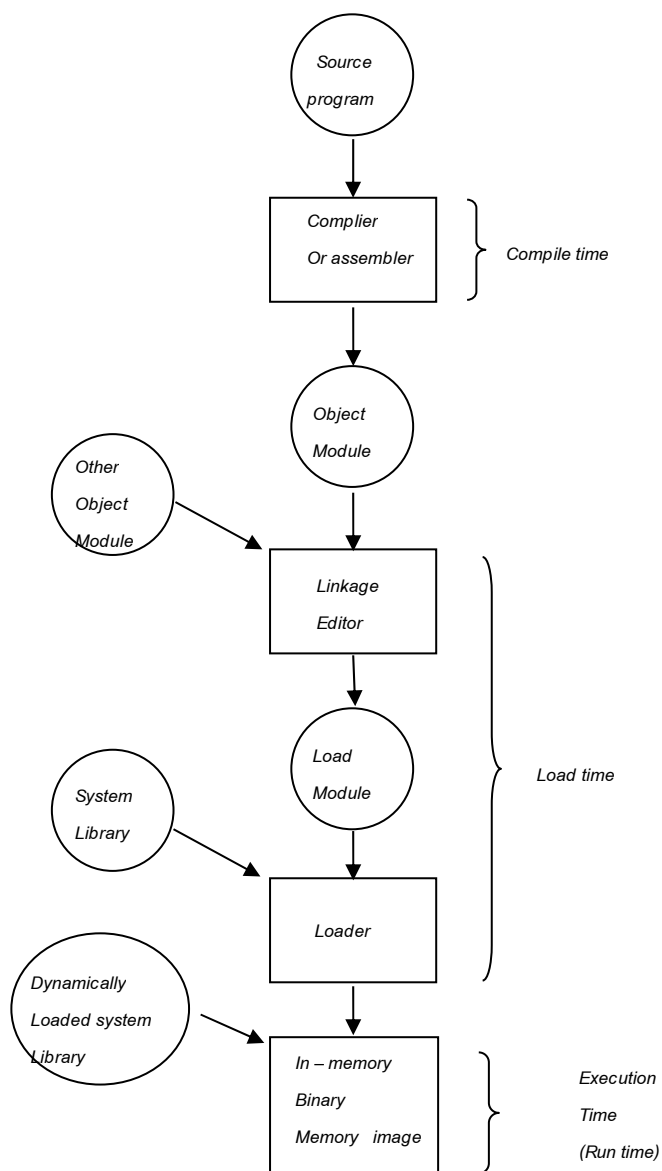 Source
program
Complier
Or assembler
Compile time
Object
Module
Other
Object
Module
Linkage
Editor
Load
Module
Load time
System
Library
Loader
Dynamically
Loaded system
Library
In – memory
Binary
Memory image
Execution
Time
(Run time)